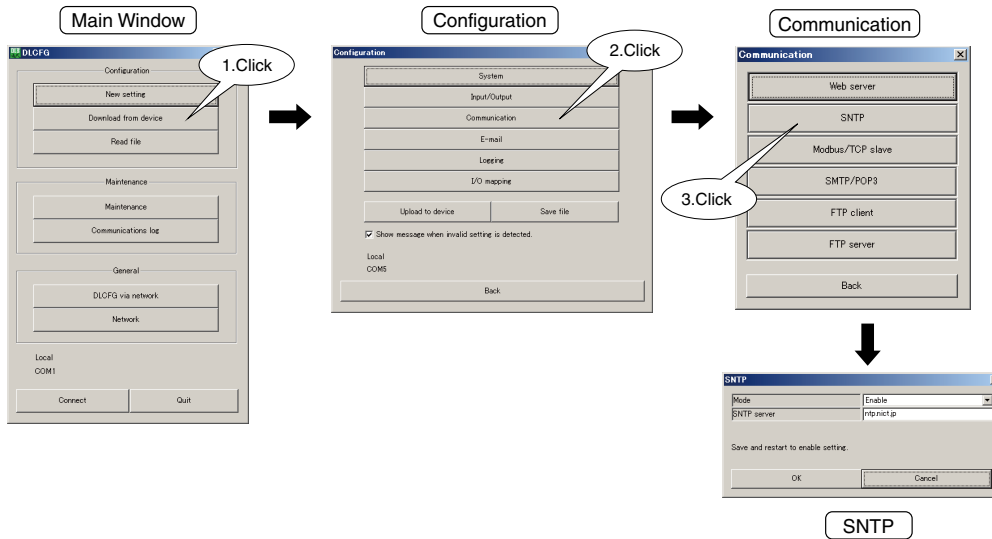 Main Window
DLCFG
1.Click
Configuration
New setting
Download from device
Read file
Maintenance
Maintenance
Communications log
General
DLCFG via network
Network
Local
COM1
Connect
Quit
Configuration
Configuration
2.Click
System
Input/Output
Communication
E-mail
Logging
I/O mapping
Upload to device
Save file
Show message when invalid setting is detected.
Local
COM5
Back
Communication
Communication
Web server
SNTP
Modbus/TCP slave
3.Click
SMTP/POP3
FTP client
FTP server
Back
SNTP
Mode
Enable
SNTP server
ntp.nict.jp
Save and restart to enable setting.
OK
Cancel
SNTP